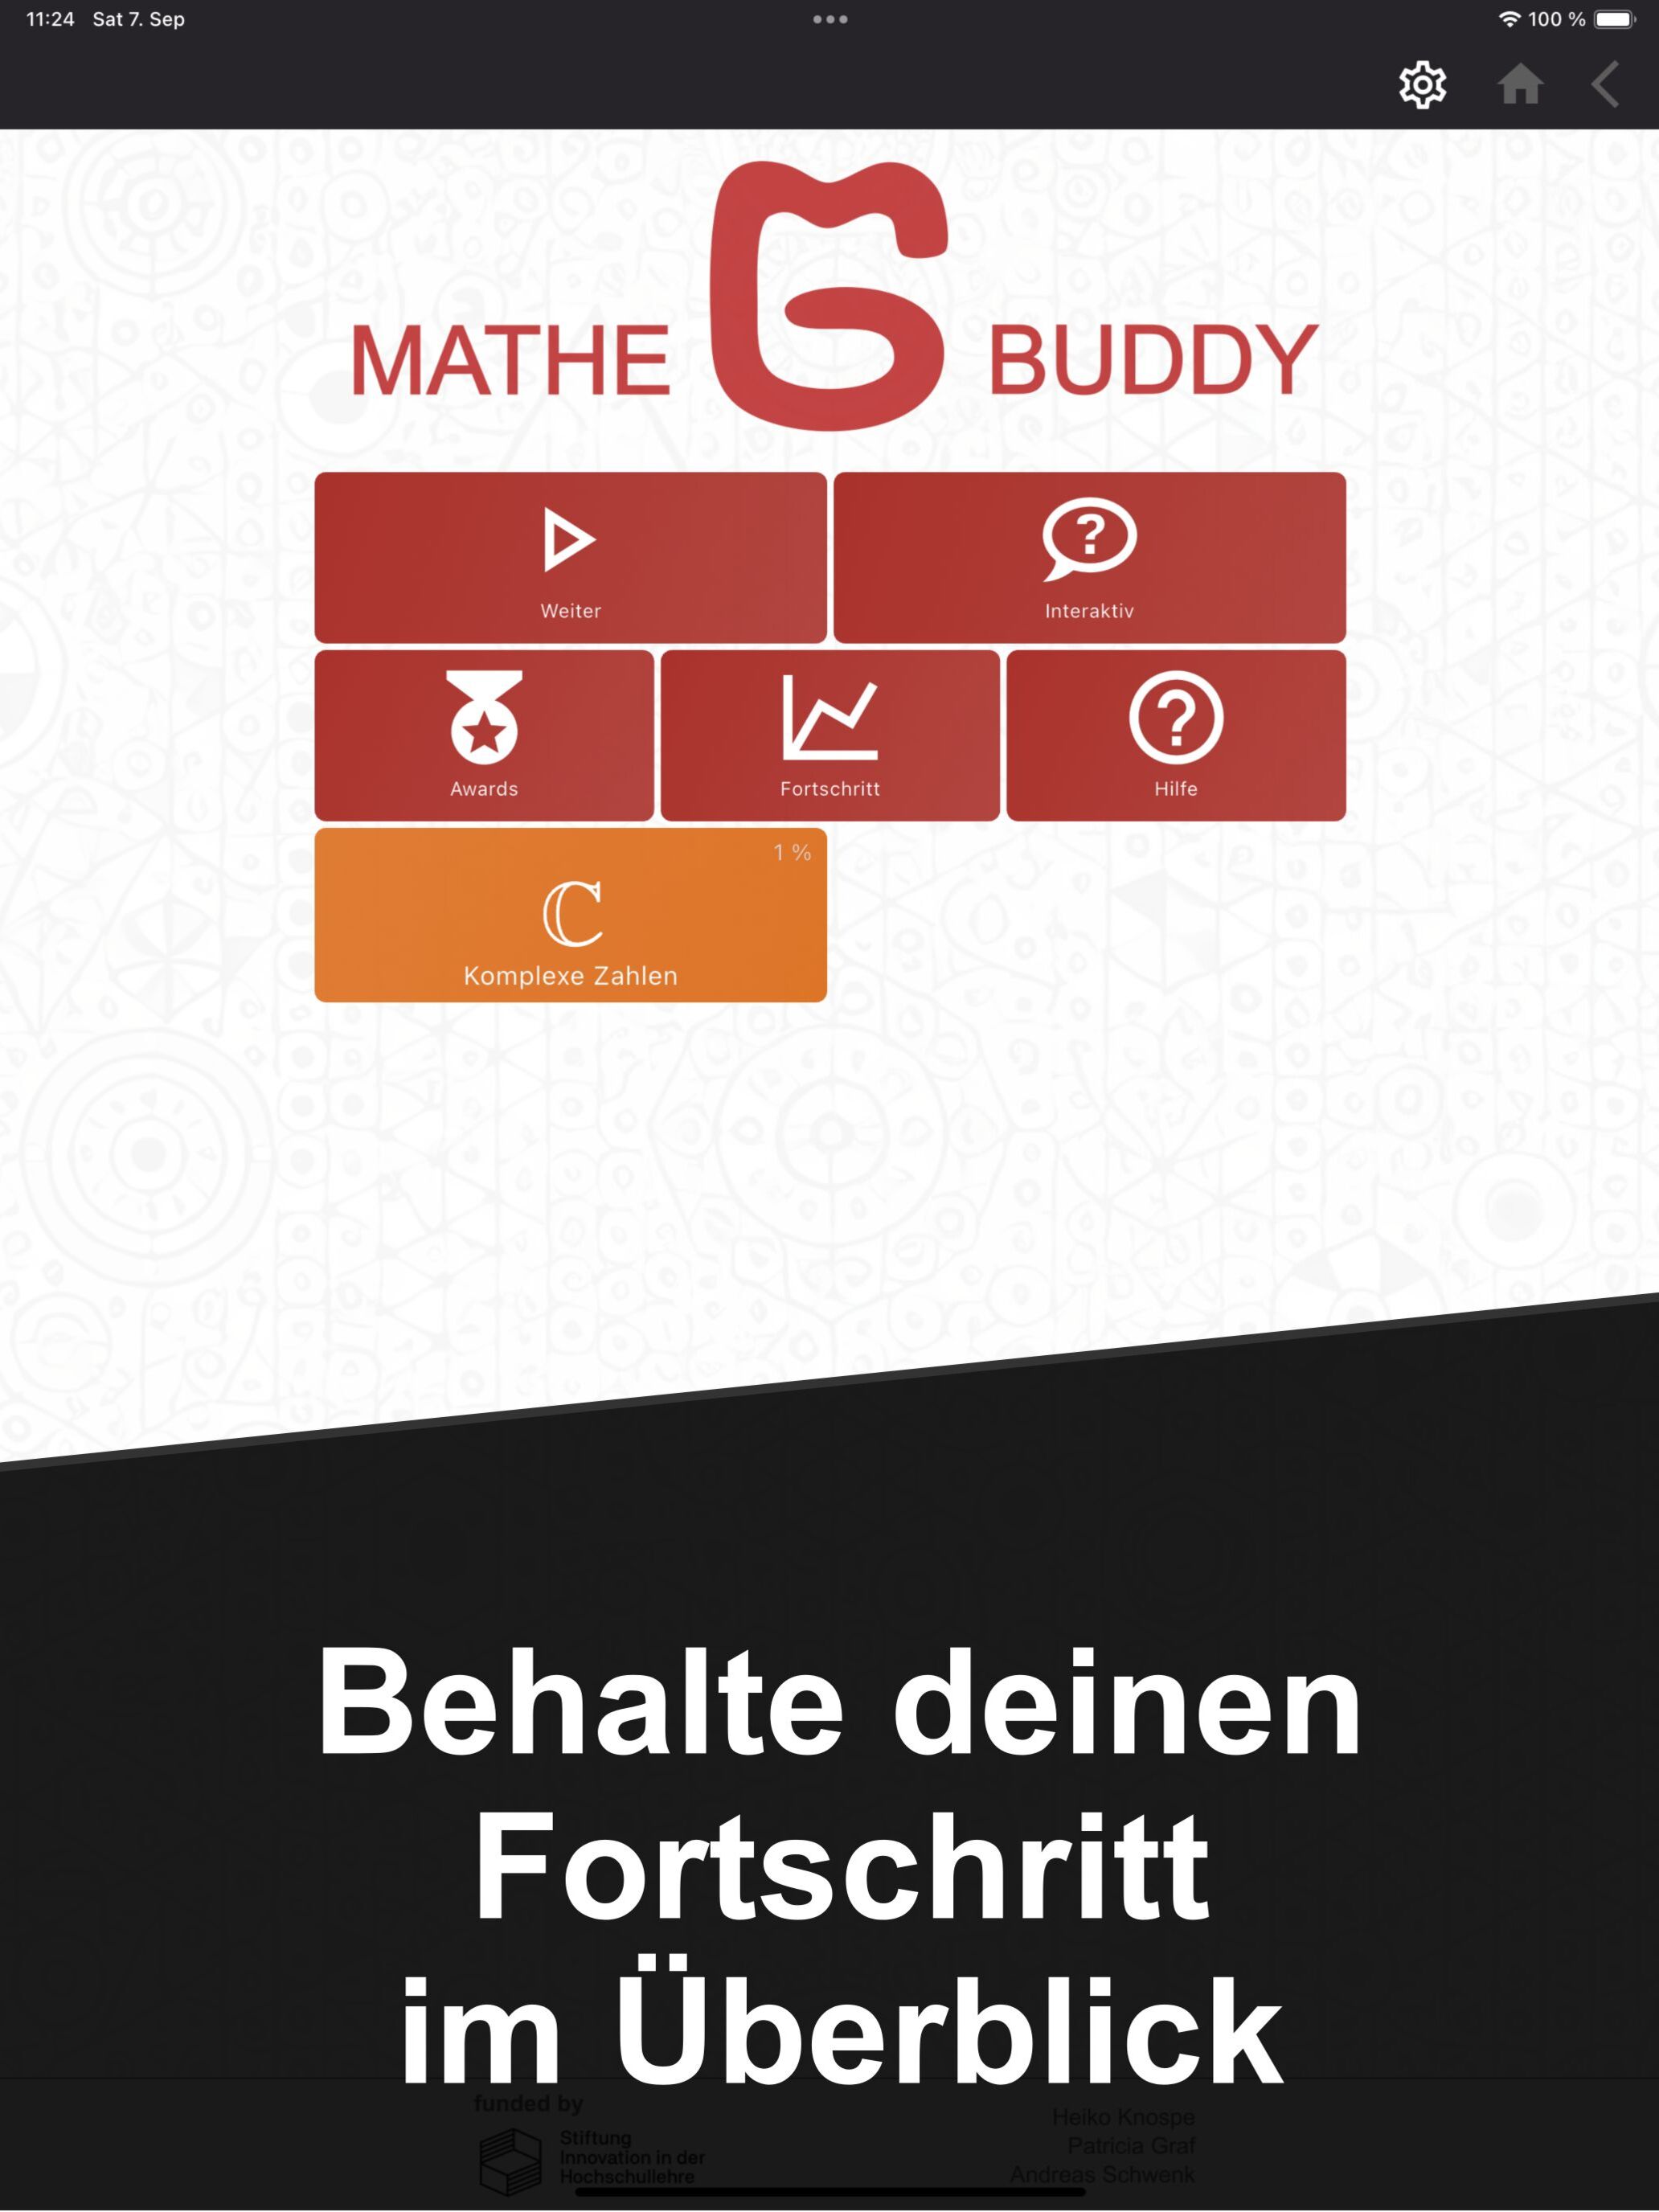 11:24 Sat 7. Sep
100 %
MATHE BUDDY
Weiter
Interaktiv
Awards
Fortschritt
Hilfe
1 %
ℂ
Komplexe Zahlen
Behalte deinen
Fortschritt
im Überblick
funded by
Stiftung
Innovation in der
Hochschullehre
Heiko Knospe
Patricia Graf
Andreas Schwenk